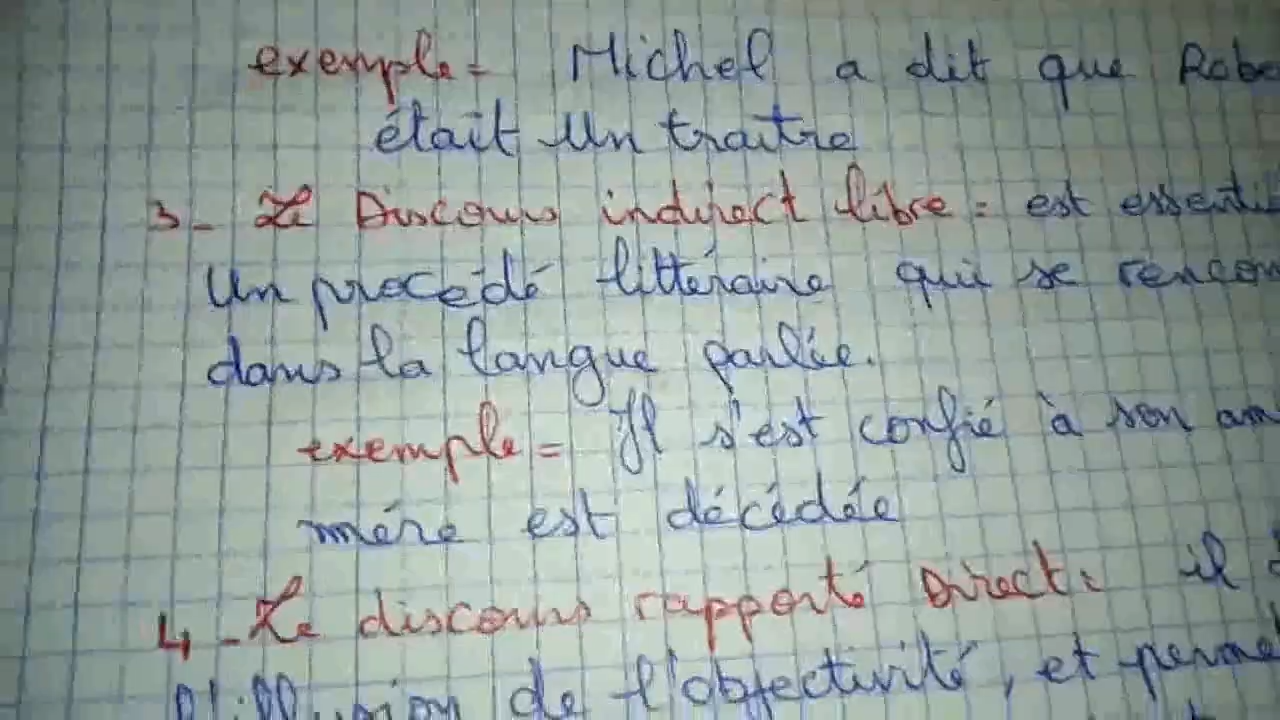 exemple = Michel a dit que Robe
était Un traitre
3 - Le Discours indirect libre : est essenti
Un procédé littéraire qui se rencon
dans la langue parlée.
exemple = Il s'est confié à son am
mére est décédée
4 - Le discours rapporté Direct : il
l'illusion de l'objectivité, et perme